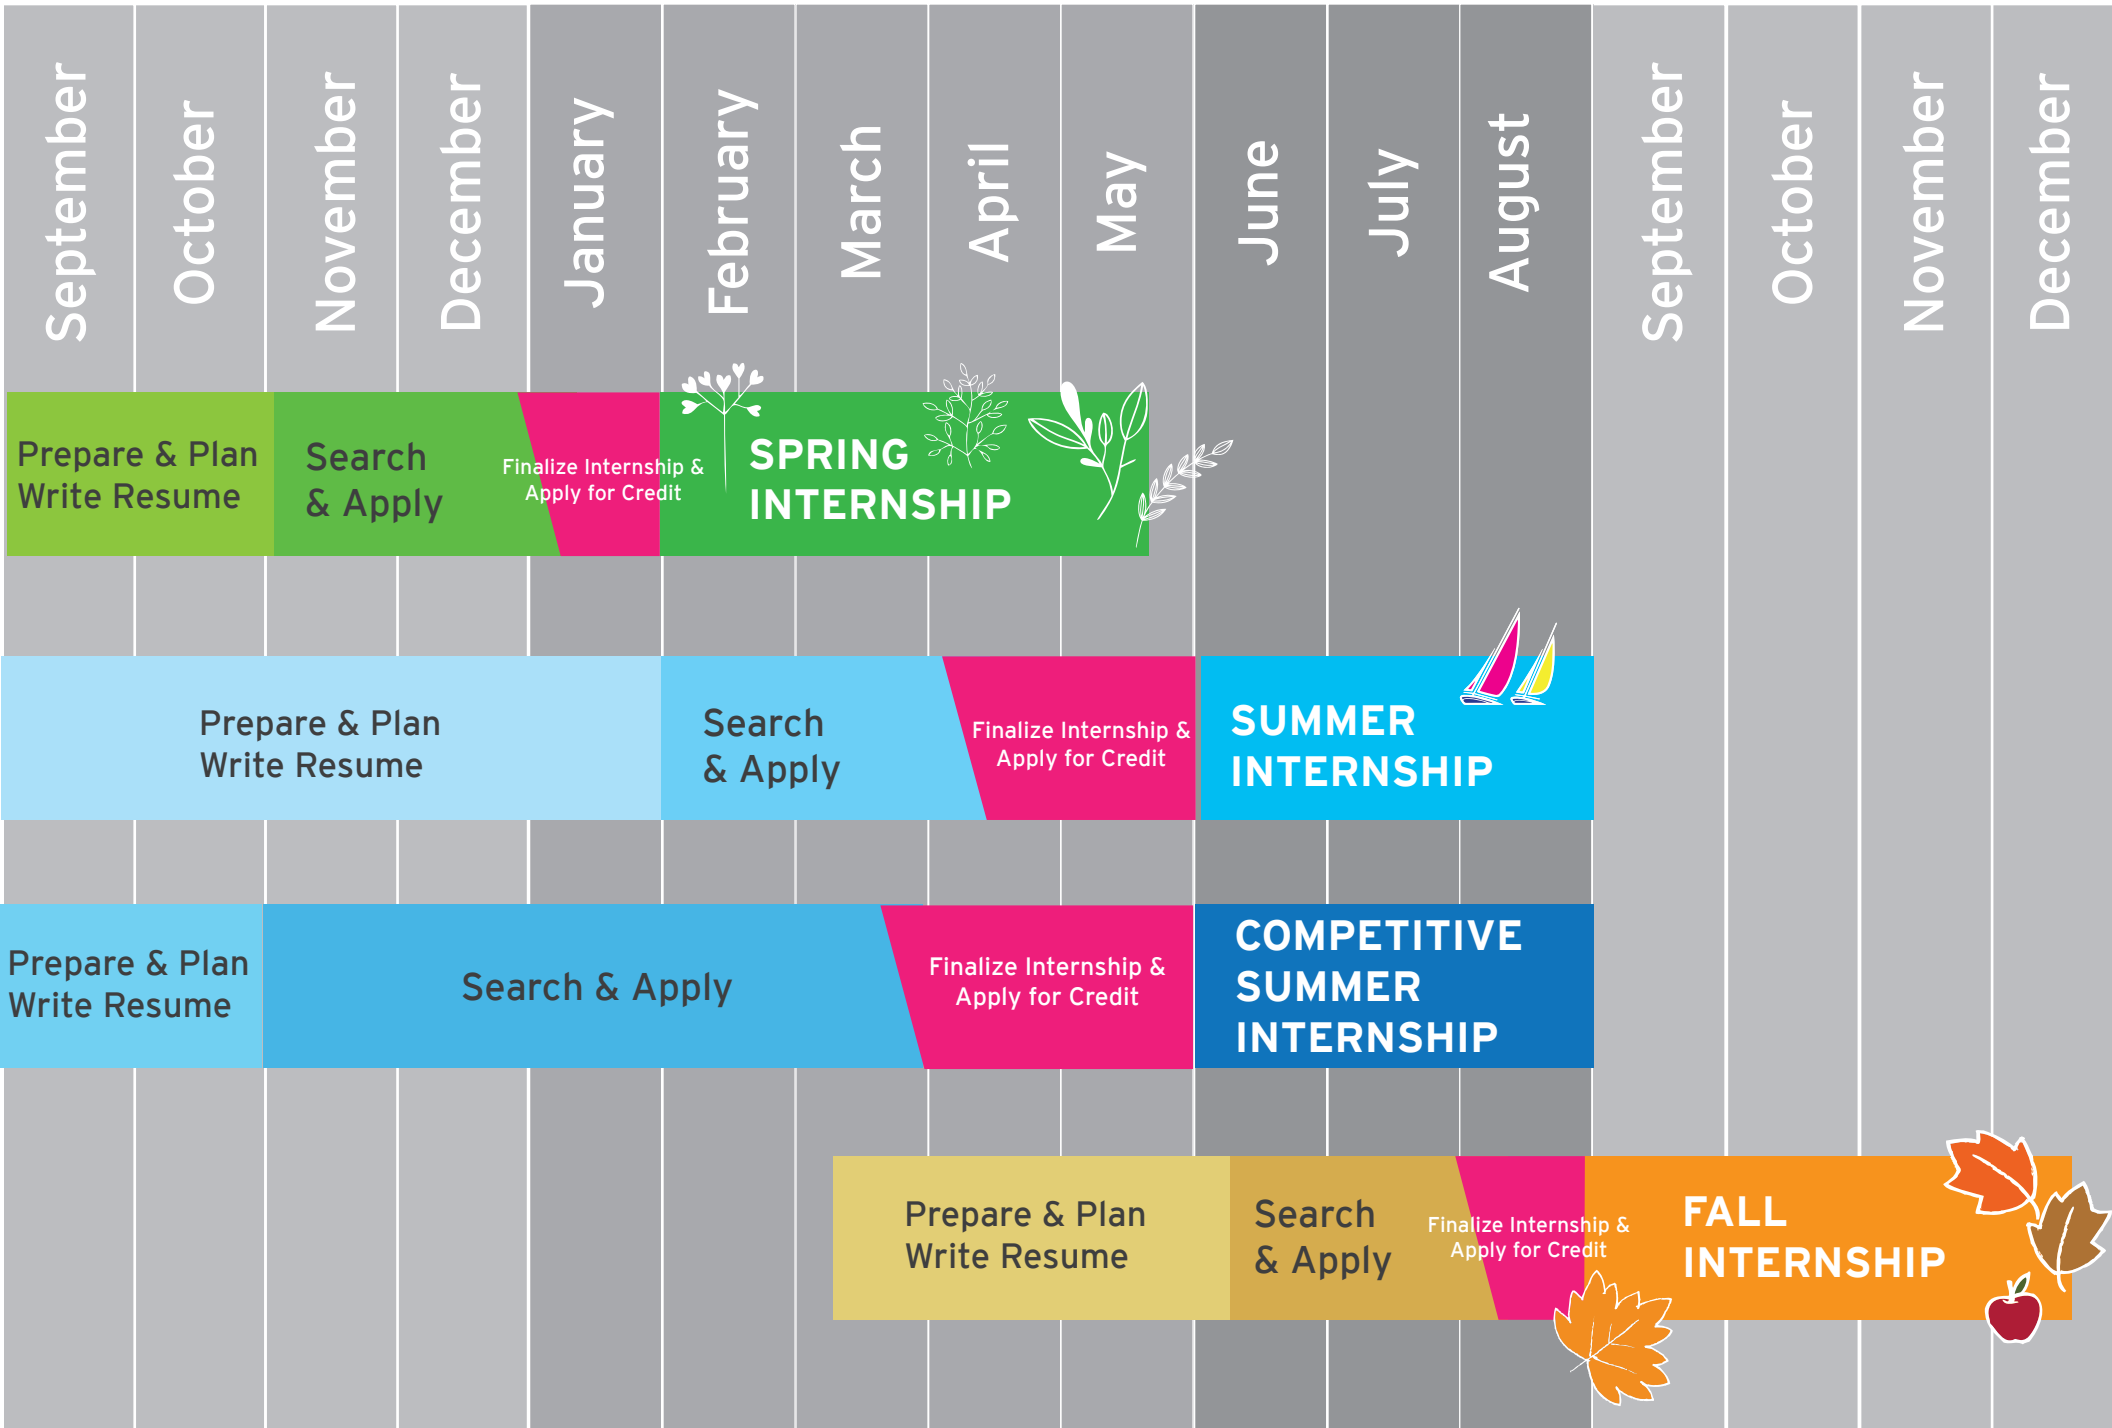 September
October
November
December
January
February
March
April
May
June
July
August
September
October
November
December
Prepare & Plan
Write Resume
Search
& Apply
Finalize Internship &
Apply for Credit
SPRING
INTERNSHIP
Prepare & Plan
Write Resume
Search
& Apply
Finalize Internship &
Apply for Credit
SUMMER
INTERNSHIP
Prepare & Plan
Write Resume
Search & Apply
Finalize Internship &
Apply for Credit
COMPETITIVE
SUMMER
INTERNSHIP
Prepare & Plan
Write Resume
Search
& Apply
Finalize Internship &
Apply for Credit
FALL
INTERNSHIP